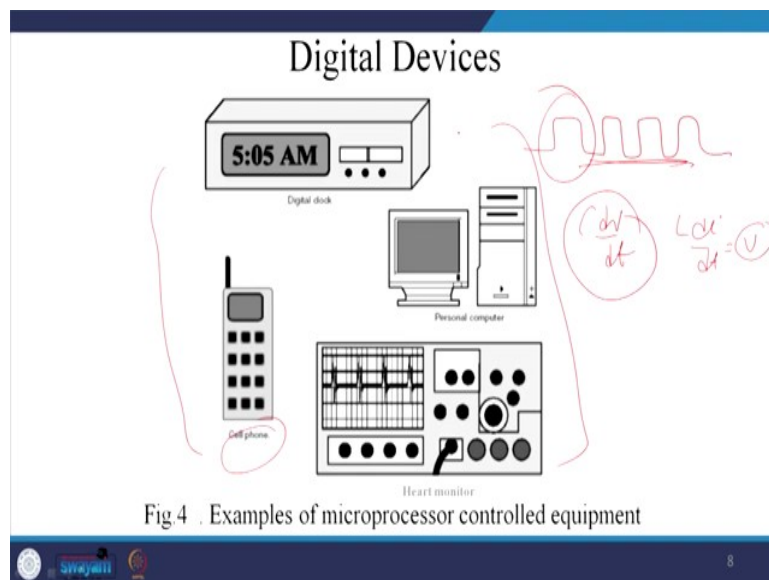 Digital Devices
5:05 AM
Digital clock
Personal computer
Cell phone
Heart monitor
Fig.4 . Examples of microprocessor controlled equipment
swayam
8
dv
dt
L di
dt
= V